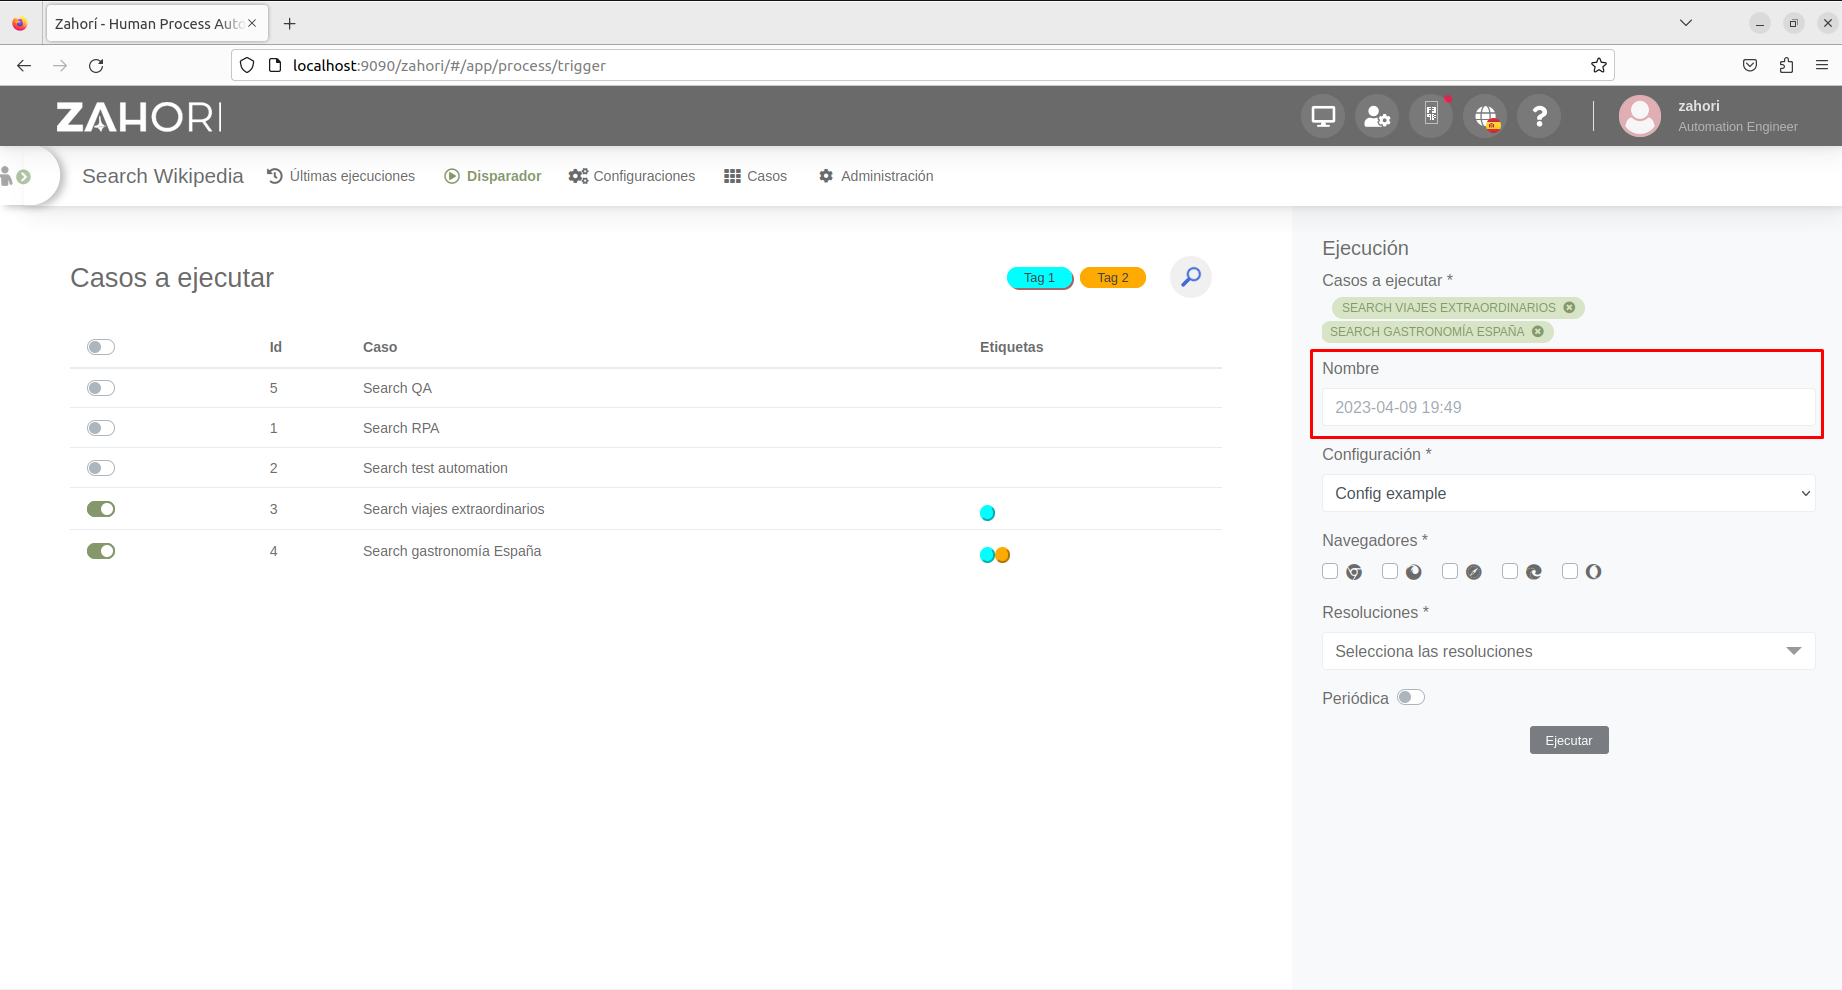 Zahorí - Human Process Auto
localhost:9090/zahori/#/app/process/trigger
ZAHORI
zahori
Automation Engineer
Search Wikipedia
Últimas ejecuciones
Disparador
Configuraciones
Casos
Administración
Casos a ejecutar
Tag 1
Tag 2
Id Caso Etiquetas
5 Search QA
1 Search RPA
2 Search test automation
3 Search viajes extraordinarios
4 Search gastronomía España
Ejecución
Casos a ejecutar *
SEARCH VIAJES EXTRAORDINARIOS
SEARCH GASTRONOMÍA ESPAÑA
Nombre
2023-04-09 19:49
Configuración *
Config example
Navegadores *
Resoluciones *
Selecciona las resoluciones
Periódica
Ejecutar